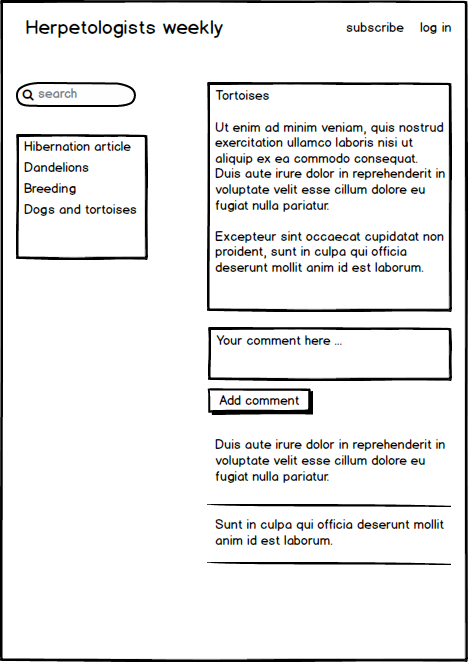 Herpetologists weekly
subscribe
log in
search
Hibernation article
Dandelions
Breeding
Dogs and tortoises
Tortoises
Ut enim ad minim veniam, quis nostrud
exercitation ullamco laboris nisi ut
aliquip ex ea commodo consequat.
Duis aute irure dolor in reprehenderit in
voluptate velit esse cillum dolore eu
fugiat nulla pariatur.
Excepteur sint occaecat cupidatat non
proident, sunt in culpa qui officia
deserunt mollit anim id est laborum.
Your comment here ...
Add comment
Duis aute irure dolor in reprehenderit in
voluptate velit esse cillum dolore eu
fugiat nulla pariatur.
Sunt in culpa qui officia deserunt mollit
anim id est laborum.